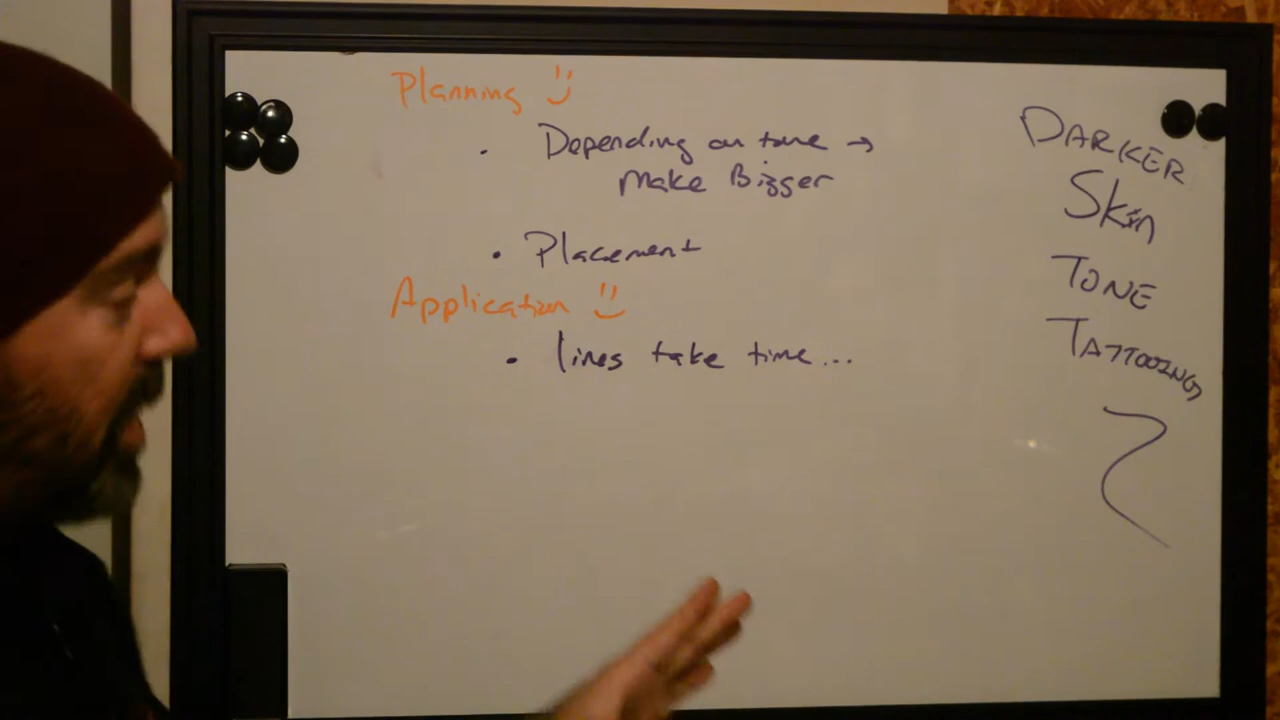 Planning
• Depending on tone →
Make Bigger
• Placement
Application
• lines take time...
DARKER
Skin
TONE
TATTOOING